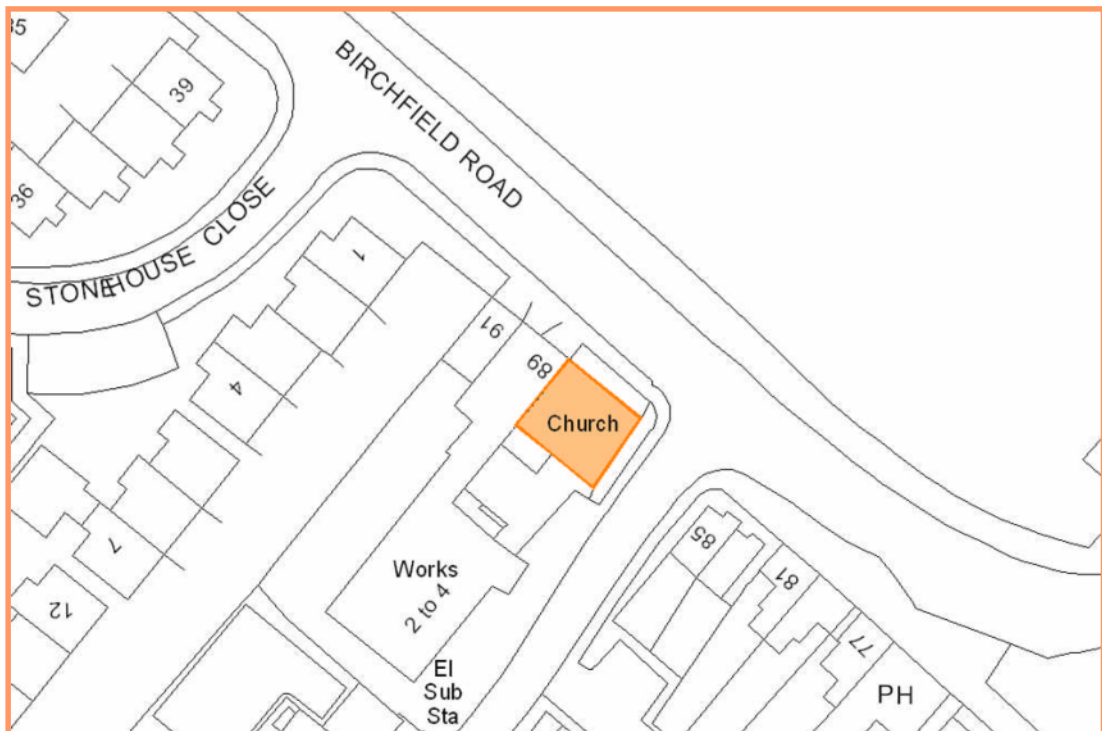 35
39
36
BIRCHFIELD ROAD
STONEHOUSE CLOSE
1
4
7
12
91
89
Church
Works
2 to 4
El
Sub
Sta
85
81
77
PH